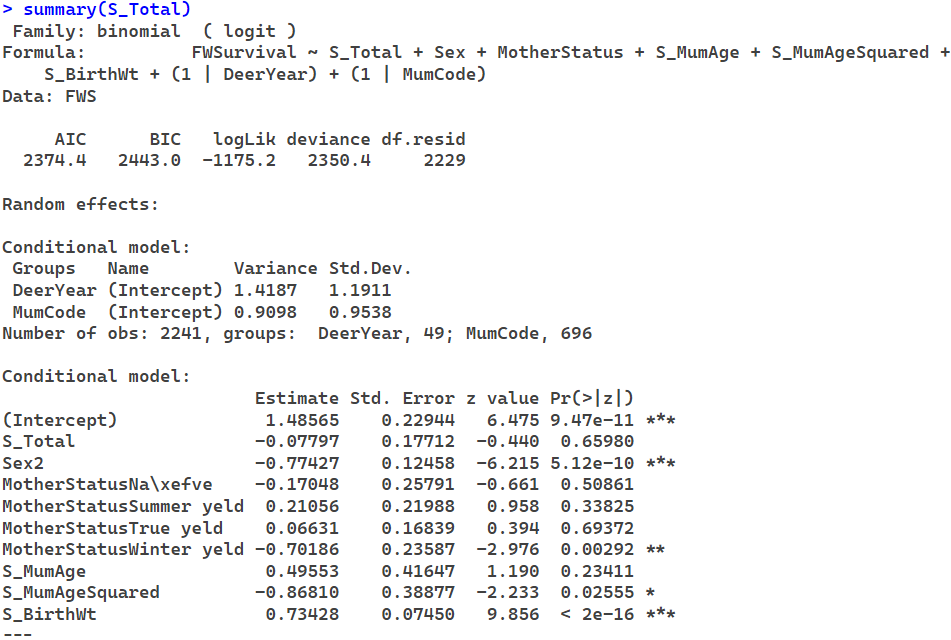 > summary(S_Total)
 Family: binomial  ( logit )
Formula:          FWSurvival ~ S_Total + Sex + MotherStatus + S_MumAge + S_MumAgeSquared +
    S_BirthWt + (1 | DeerYear) + (1 | MumCode)
Data: FWS

     AIC      BIC   logLik deviance df.resid
  2374.4   2443.0  -1175.2   2350.4     2229

Random effects:

Conditional model:
 Groups   Name        Variance Std.Dev.
 DeerYear (Intercept) 1.4187   1.1911
 MumCode  (Intercept) 0.9098   0.9538
Number of obs: 2241, groups:  DeerYear, 49; MumCode, 696

Conditional model:
                        Estimate Std. Error z value Pr(>|z|)
(Intercept)              1.48565    0.22944   6.475 9.47e-11 ***
S_Total                 -0.07797    0.17712  -0.440  0.65980
Sex2                    -0.77427    0.12458  -6.215 5.12e-10 ***
MotherStatusNa\xefve    -0.17048    0.25791  -0.661  0.50861
MotherStatusSummer yeld  0.21056    0.21988   0.958  0.33825
MotherStatusTrue yeld    0.06631    0.16839   0.394  0.69372
MotherStatusWinter yeld -0.70186    0.23587  -2.976  0.00292 **
S_MumAge                 0.49553    0.41647   1.190  0.23411
S_MumAgeSquared         -0.86810    0.38877  -2.233  0.02555 *
S_BirthWt                0.73428    0.07450   9.856  < 2e-16 ***
---